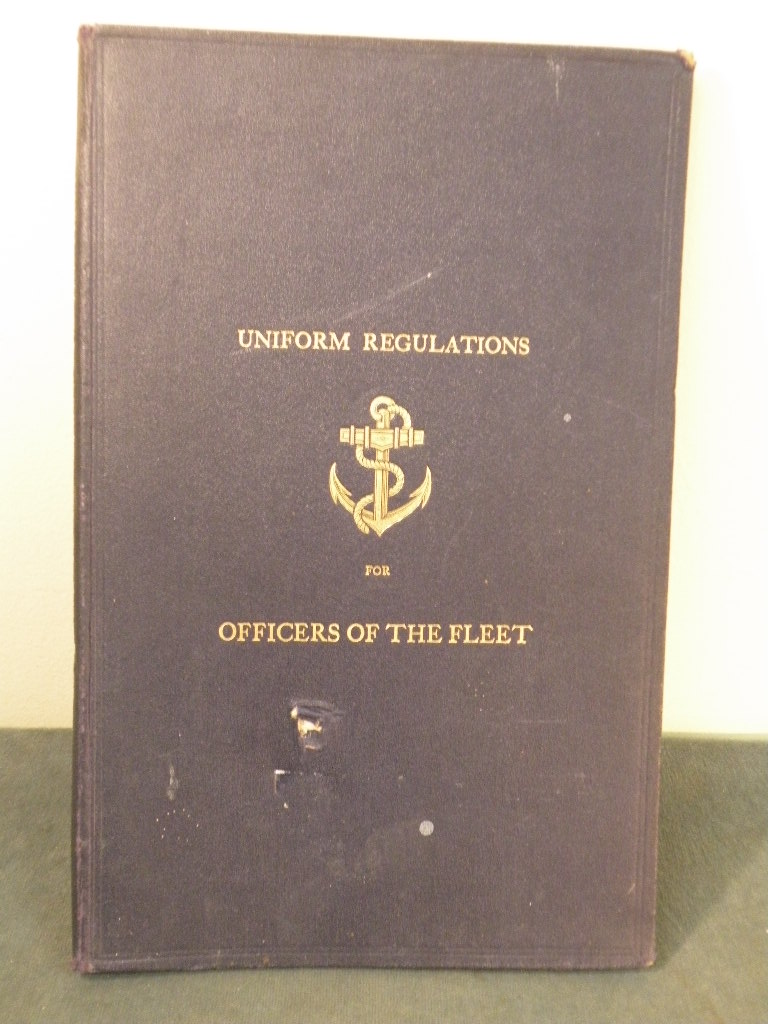 UNIFORM REGULATIONS
FOR
OFFICERS OF THE FLEET